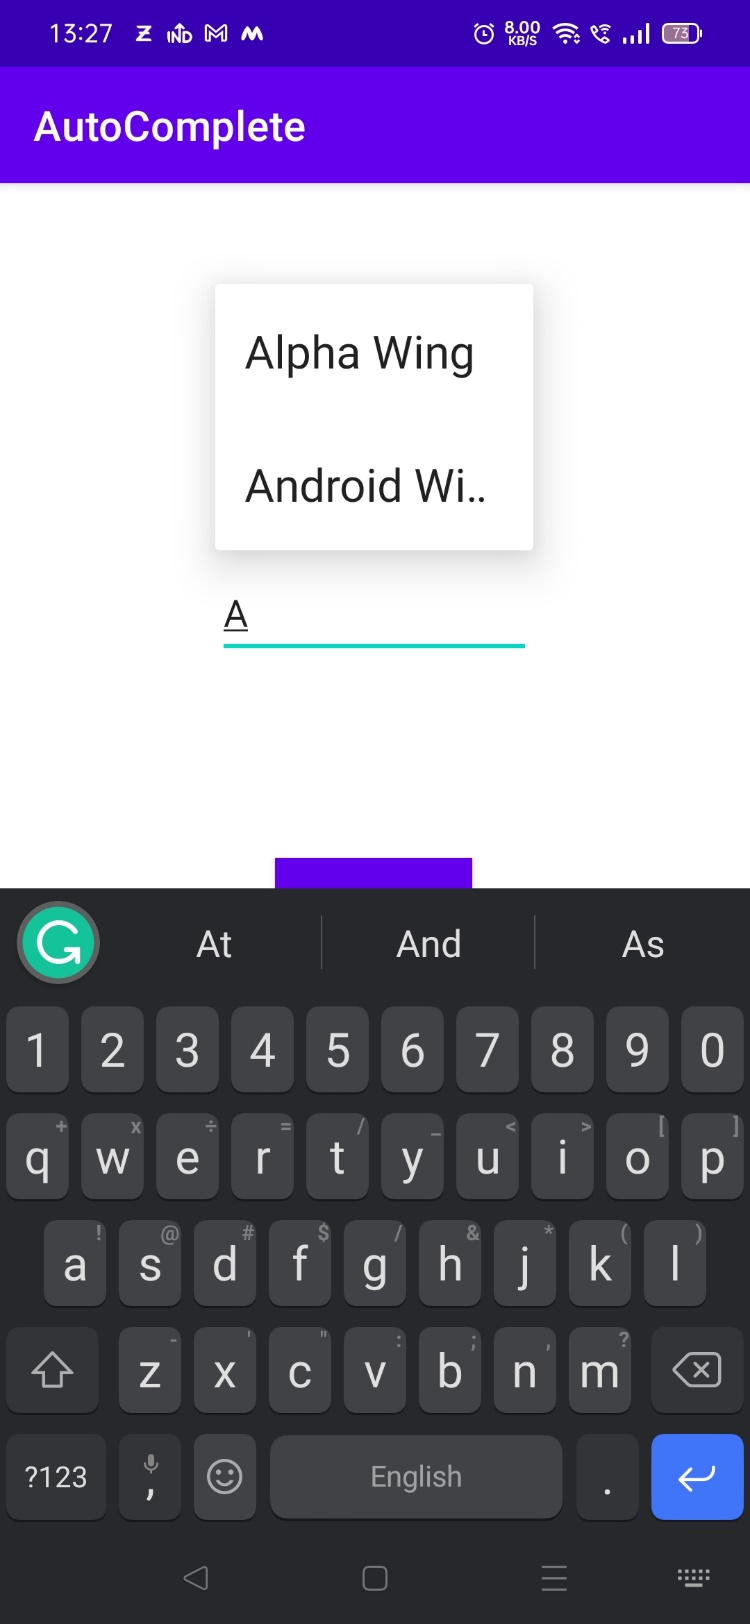 13:27 Z IND M 8.00 KB/S 73
AutoComplete
Alpha Wing
Android Wi..
A
At And As
1 2 3 4 5 6 7 8 9 0
+ x ÷ = / _ < > [ ]
q w e r t y u i o p
! @ # $ / & * ( )
a s d f g h j k l
- ' " : ; , ?
z x c v b n m
?123 , English .